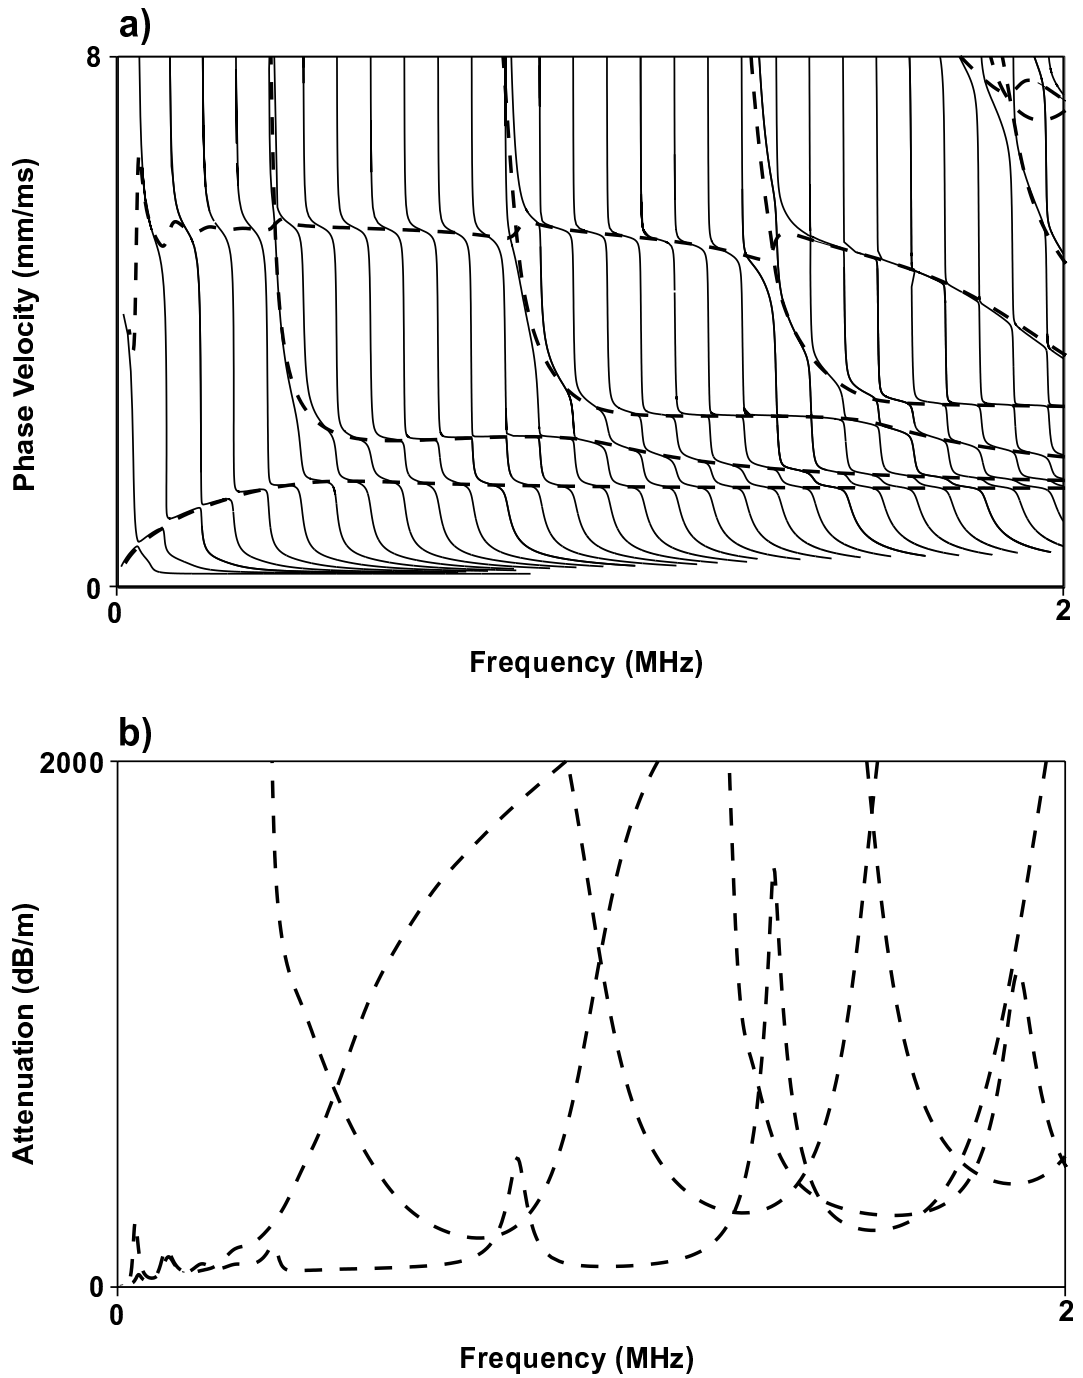 a)
8
Phase Velocity (mm/ms)
0
0
2
Frequency (MHz)
b)
2000
Attenuation (dB/m)
0
0
2
Frequency (MHz)